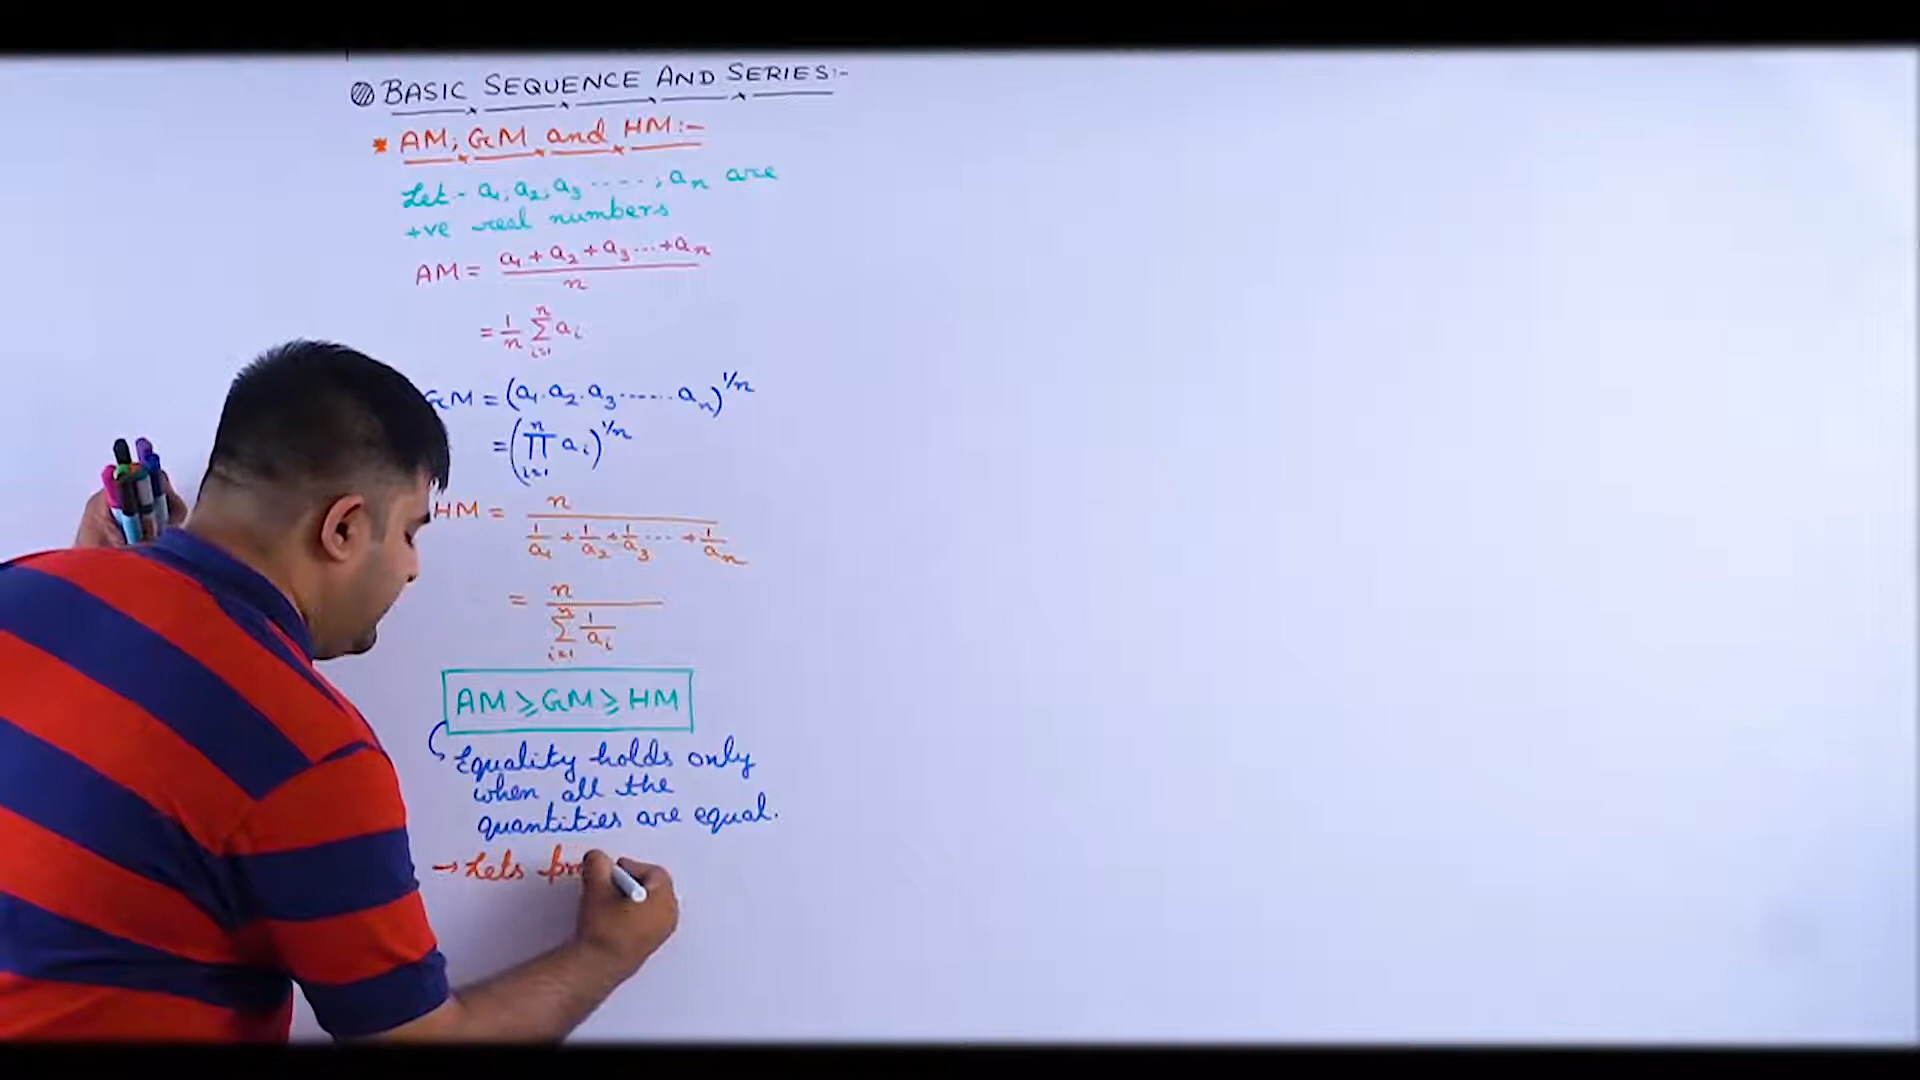 BASIC SEQUENCE AND SERIES:-
* AM, GM and HM:-
Let - a₁, a₂, a₃ ....., aₙ are
+ve real numbers
AM = (a₁ + a₂ + a₃ ... + aₙ) / n
= 1/n Σ_{i=1}^{n} aᵢ
GM = (a₁.a₂.a₃ ...... aₙ)^{1/n}
= (∏_{i=1}^{n} aᵢ)^{1/n}
HM = n / (1/a₁ + 1/a₂ + 1/a₃ ... + 1/aₙ)
= n / Σ_{i=1}^{n} 1/aᵢ
AM ≥ GM ≥ HM
Equality holds only
when all the
quantities are equal.
→ Lets